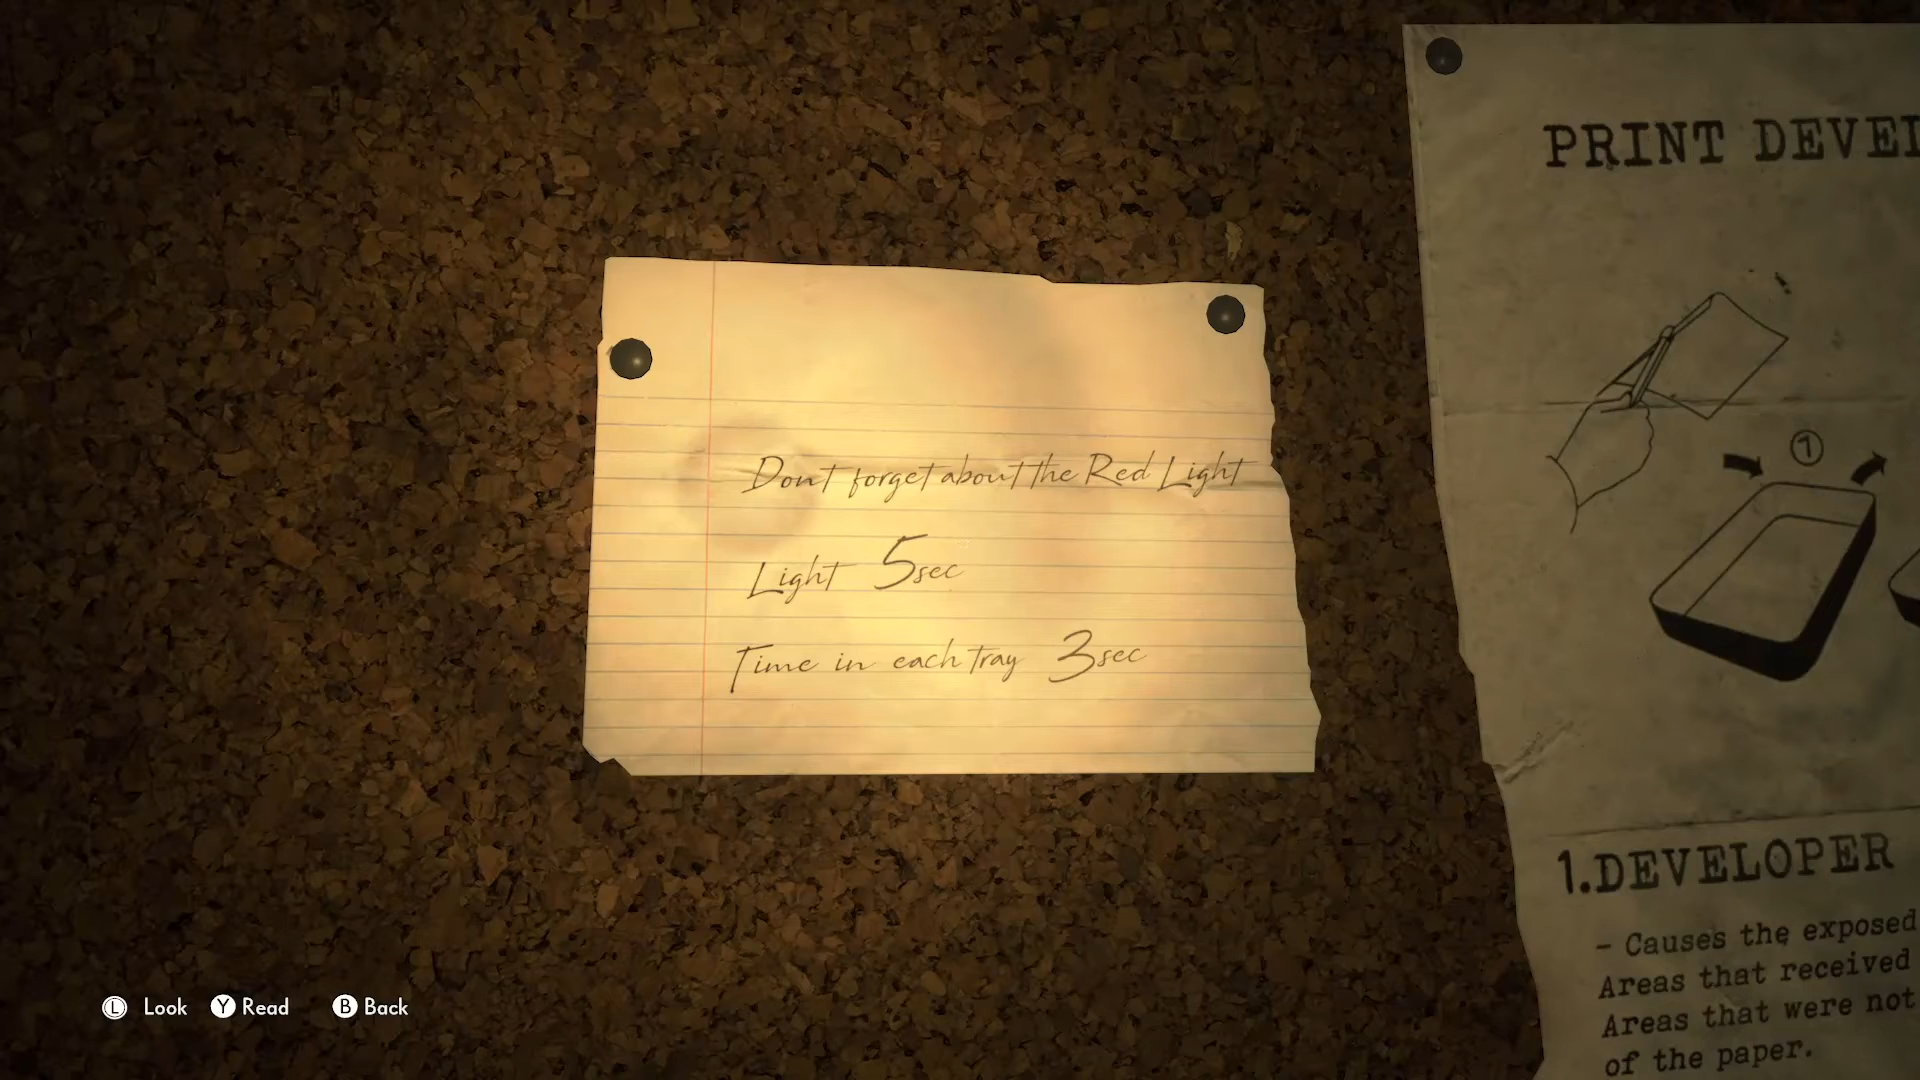 Dont forget about the Red Light
Light 5sec
Time in each tray 3sec
PRINT DEVEL
1
1.DEVELOPER
- Causes the exposed
Areas that received
Areas that were not
of the paper.
L Look Y Read B Back